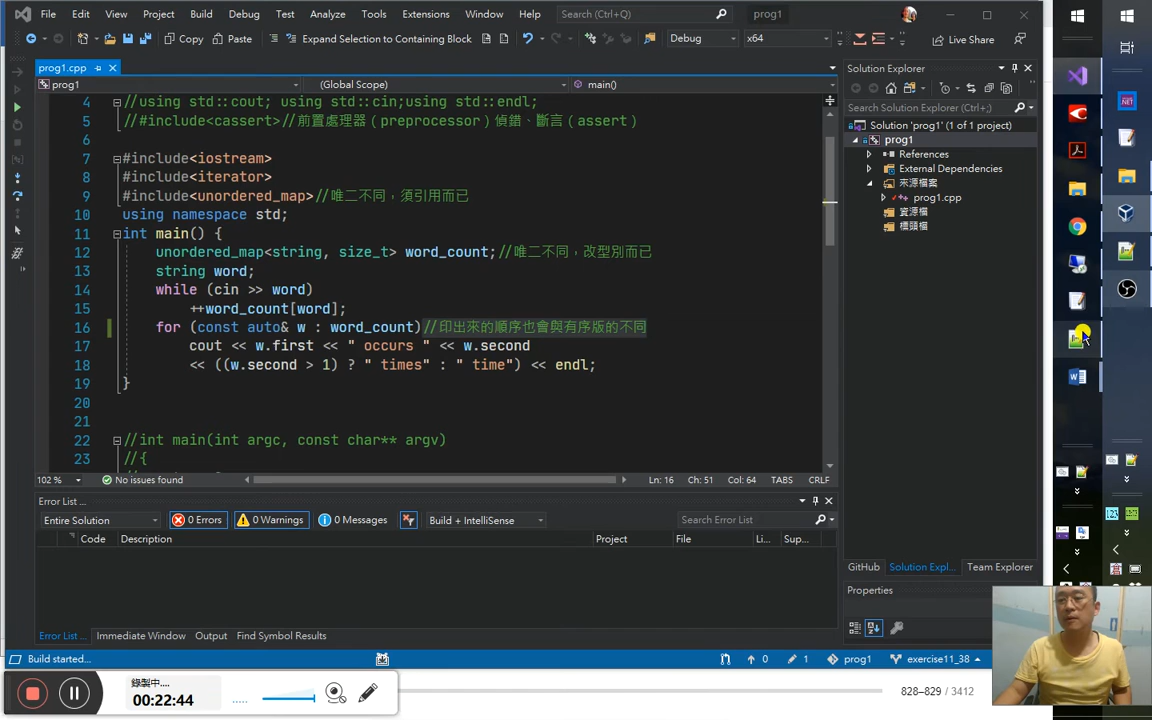 File Edit View Git Project Build Debug Test Analyze Tools Extensions Window Help Search (Ctrl+Q) prog1
Copy Paste Expand Selection to Containing Block Debug x64 Live Share
prog1.cpp
prog1 (Global Scope) main()
4 //using std::cout; using std::cin;using std::endl;
5 //#include<cassert>//前置處理器（preprocessor）偵錯、斷言（assert）
6
7 #include<iostream>
8 #include<iterator>
9 #include<unordered_map>//唯二不同，須引用而已
10 using namespace std;
11 int main() {
12 unordered_map<string, size_t> word_count;//唯二不同，改型別而已
13 string word;
14 while (cin >> word)
15 ++word_count[word];
16 for (const auto& w : word_count)//印出來的順序也會與有序版的不同
17 cout << w.first << " occurs " << w.second
18 << ((w.second > 1) ? " times" : " time") << endl;
19 }
20
21
22 //int main(int argc, const char** argv)
23 //{
102 % No issues found Ln: 16 Ch: 51 Col: 64 TABS CRLF
Error List ...
Entire Solution 0 Errors 0 Warnings 0 Messages Build + IntelliSense Search Error List
Code Description Project File Li... Sup...
Error List ... Immediate Window Output Find Symbol Results
Solution Explorer
Search Solution Explorer
Solution 'prog1' (1 of 1 project)
prog1
References
External Dependencies
來源檔案
prog1.cpp
資源檔
標頭檔
GitHub Solution Expl... Team Explorer
Properties
Build started... 0 1 prog1 exercise11_38
錄製中...
00:22:44
828–829 / 3412